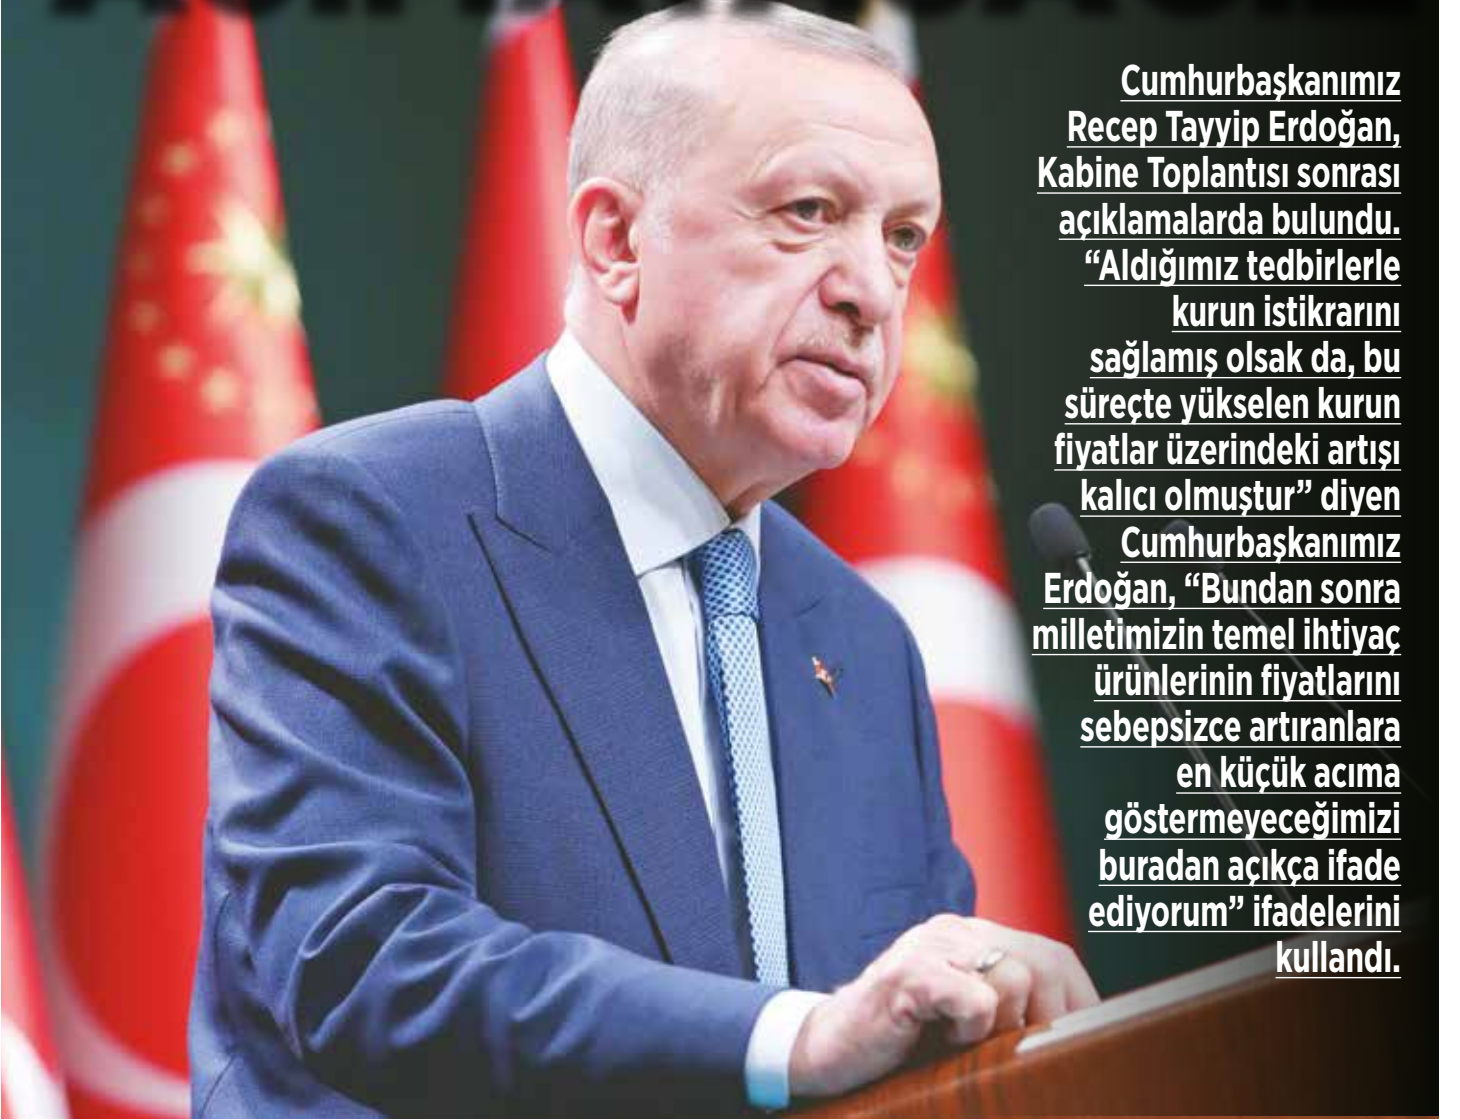 Cumhurbaşkanımız
Recep Tayyip Erdoğan,
Kabine Toplantısı sonrası
açıklamalarda bulundu.
“Aldığımız tedbirlerle
kurun istikrarını
sağlamış olsak da, bu
süreçte yükselen kurun
fiyatlar üzerindeki artışı
kalıcı olmuştur” diyen
Cumhurbaşkanımız
Erdoğan, “Bundan sonra
milletimizin temel ihtiyaç
ürünlerinin fiyatlarını
sebepsizce artıranlara
en küçük acıma
göstermeyeceğimizi
buradan açıkça ifade
ediyorum” ifadelerini
kullandı.